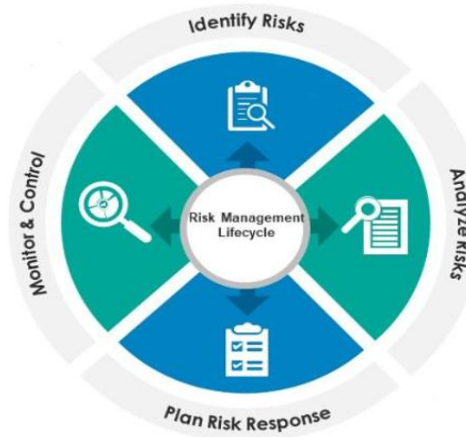 Identify Risks
Analyze Risks
Plan Risk Response
Monitor & Control
Risk Management
Lifecycle